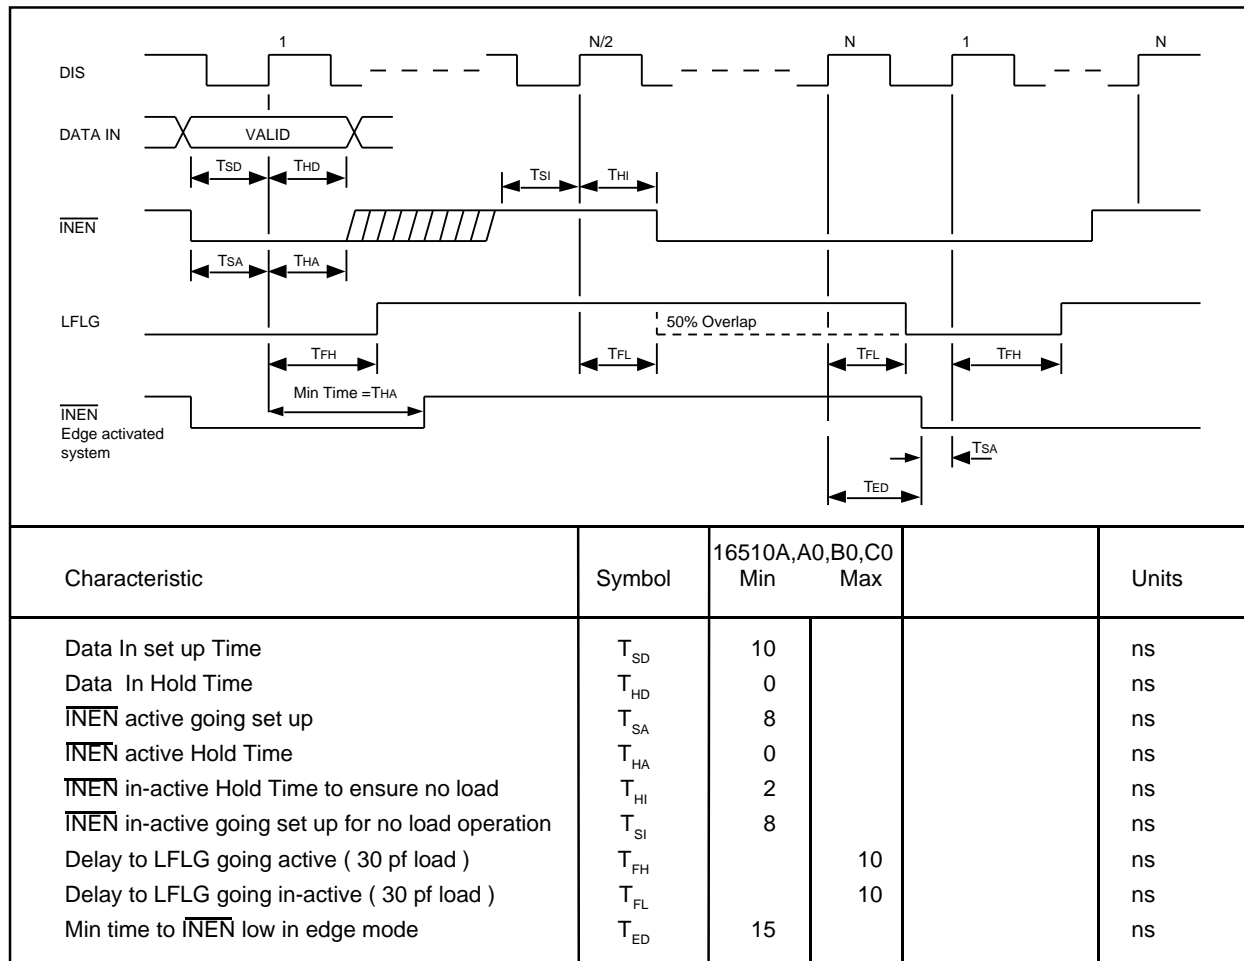 1 N/2 N 1 N
DIS
DATA IN VALID
TSD THD TSI THI
INEN
TSA THA
LFLG 50% Overlap
TFH TFL TFL TFH
Min Time =THA
INEN
Edge activated
system
TSA
TED
Characteristic Symbol 16510A,A0,B0,C0 Min Max Units
Data In set up Time TSD 10 ns
Data In Hold Time THD 0 ns
INEN active going set up TSA 8 ns
INEN active Hold Time THA 0 ns
INEN in-active Hold Time to ensure no load THI 2 ns
INEN in-active going set up for no load operation TSI 8 ns
Delay to LFLG going active ( 30 pf load ) TFH 10 ns
Delay to LFLG going in-active ( 30 pf load ) TFL 10 ns
Min time to INEN low in edge mode TED 15 ns